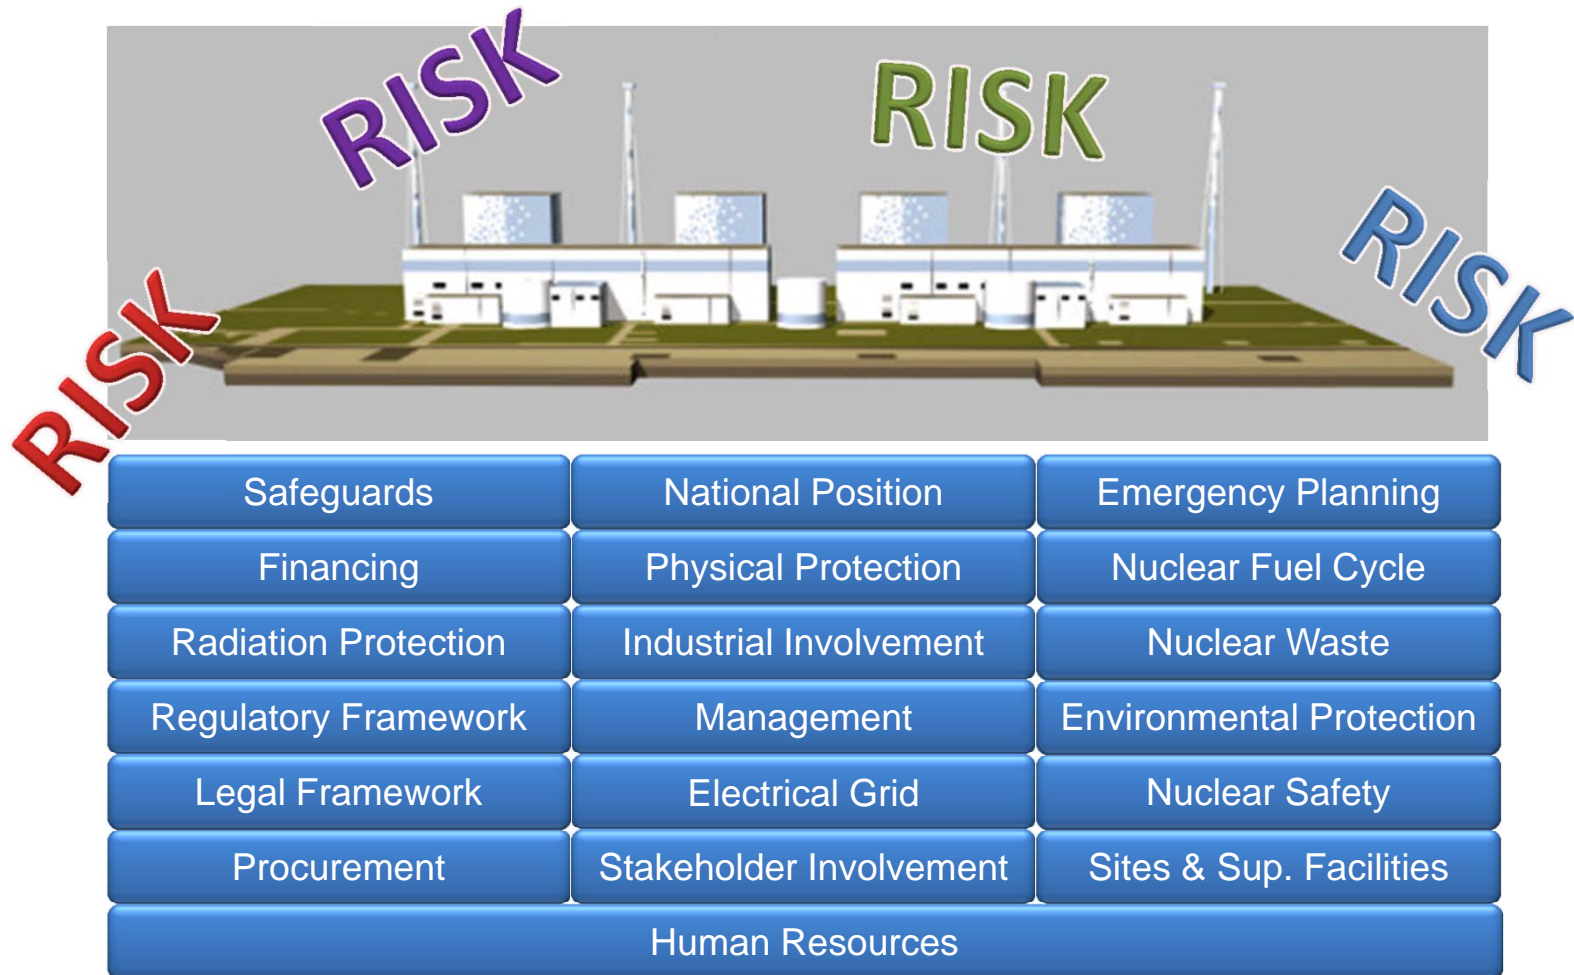 RISK
RISK
RISK
RISK
Safeguards
National Position
Emergency Planning
Financing
Physical Protection
Nuclear Fuel Cycle
Radiation Protection
Industrial Involvement
Nuclear Waste
Regulatory Framework
Management
Environmental Protection
Legal Framework
Electrical Grid
Nuclear Safety
Procurement
Stakeholder Involvement
Sites & Sup. Facilities
Human Resources